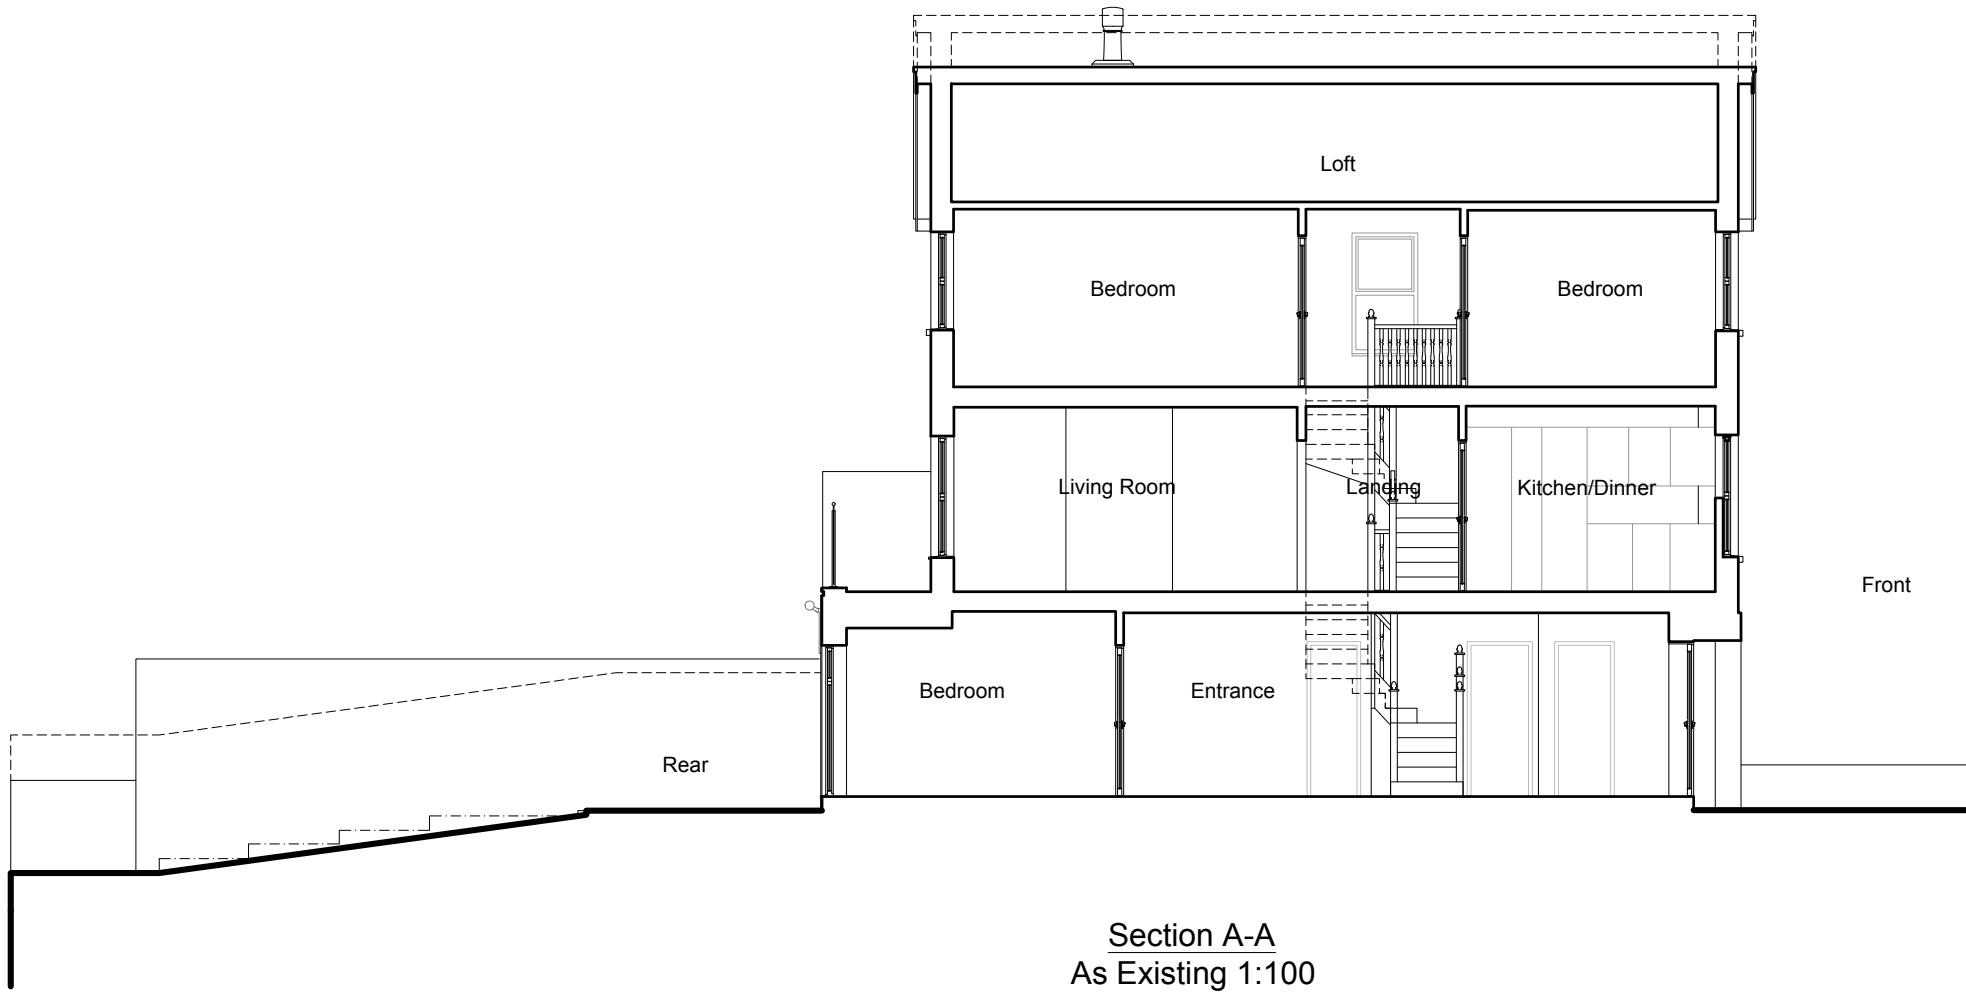 Loft
Bedroom
Bedroom
Living Room
Landing
Kitchen/Dinner
Front
Bedroom
Entrance
Rear
Section A-A
As Existing 1:100